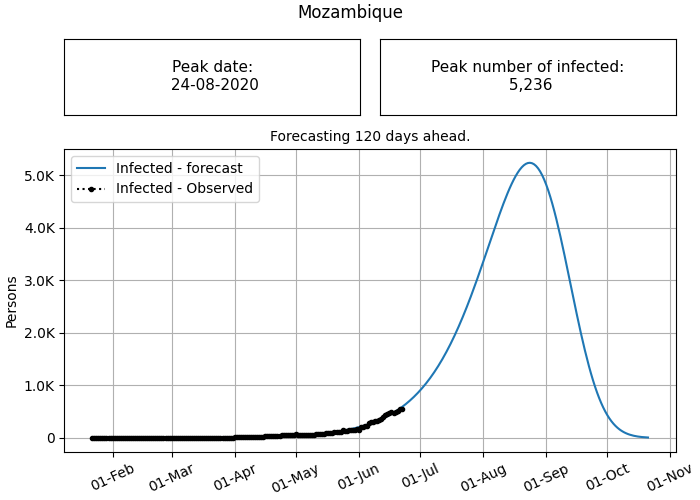 Mozambique
Peak date:
24-08-2020
Peak number of infected:
5,236
Forecasting 120 days ahead.
Infected - forecast
Infected - Observed
5.0K
4.0K
3.0K
2.0K
1.0K
0
Persons
01-Feb
01-Mar
01-Apr
01-May
01-Jun
01-Jul
01-Aug
01-Sep
01-Oct
01-Nov